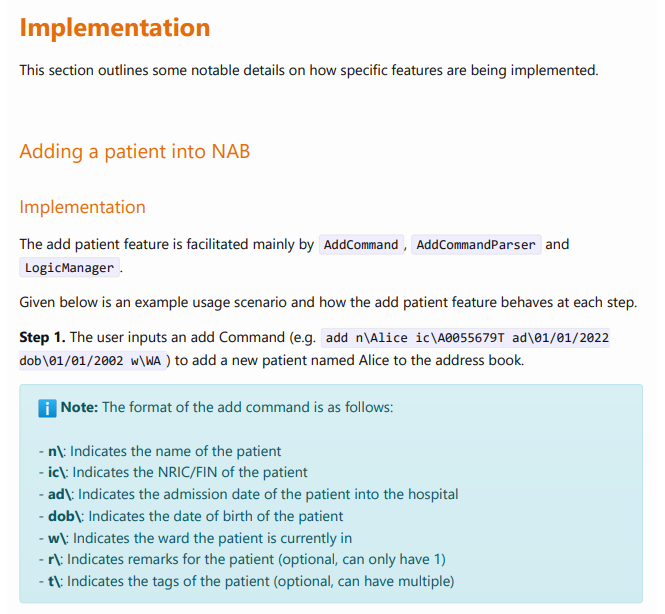 Implementation
This section outlines some notable details on how specific features are being implemented.
Adding a patient into NAB
Implementation
The add patient feature is facilitated mainly by AddCommand, AddCommandParser and
LogicManager.
Given below is an example usage scenario and how the add patient feature behaves at each step.
Step 1. The user inputs an add Command (e.g. add n\Alice ic\A0055679T ad\01/01/2022
dob\01/01/2002 w\WA ) to add a new patient named Alice to the address book.
Note: The format of the add command is as follows:
- n\: Indicates the name of the patient
- ic\: Indicates the NRIC/FIN of the patient
- ad\: Indicates the admission date of the patient into the hospital
- dob\: Indicates the date of birth of the patient
- w\: Indicates the ward the patient is currently in
- r\: Indicates remarks for the patient (optional, can only have 1)
- t\: Indicates the tags of the patient (optional, can have multiple)